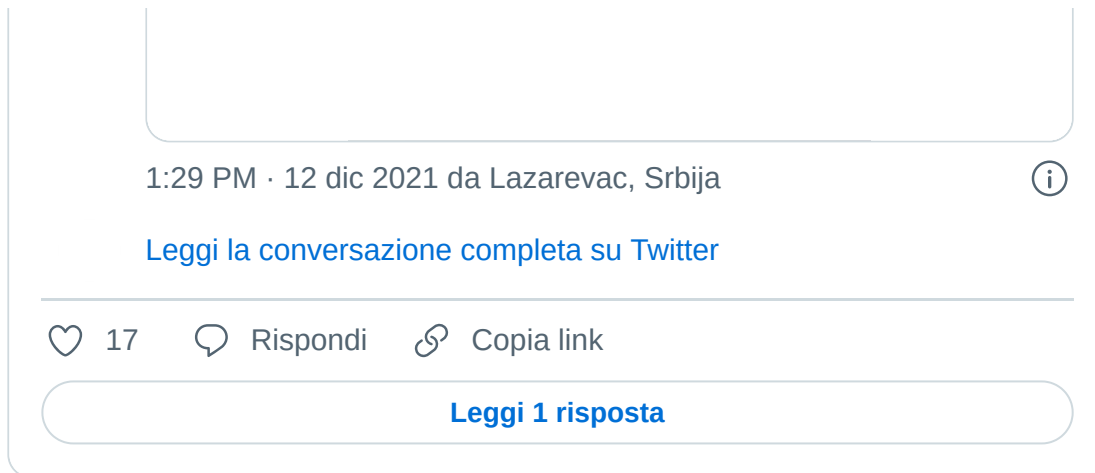 1:29 PM · 12 dic 2021 da Lazarevac, Srbija
Leggi la conversazione completa su Twitter
17 Rispondi Copia link
Leggi 1 risposta